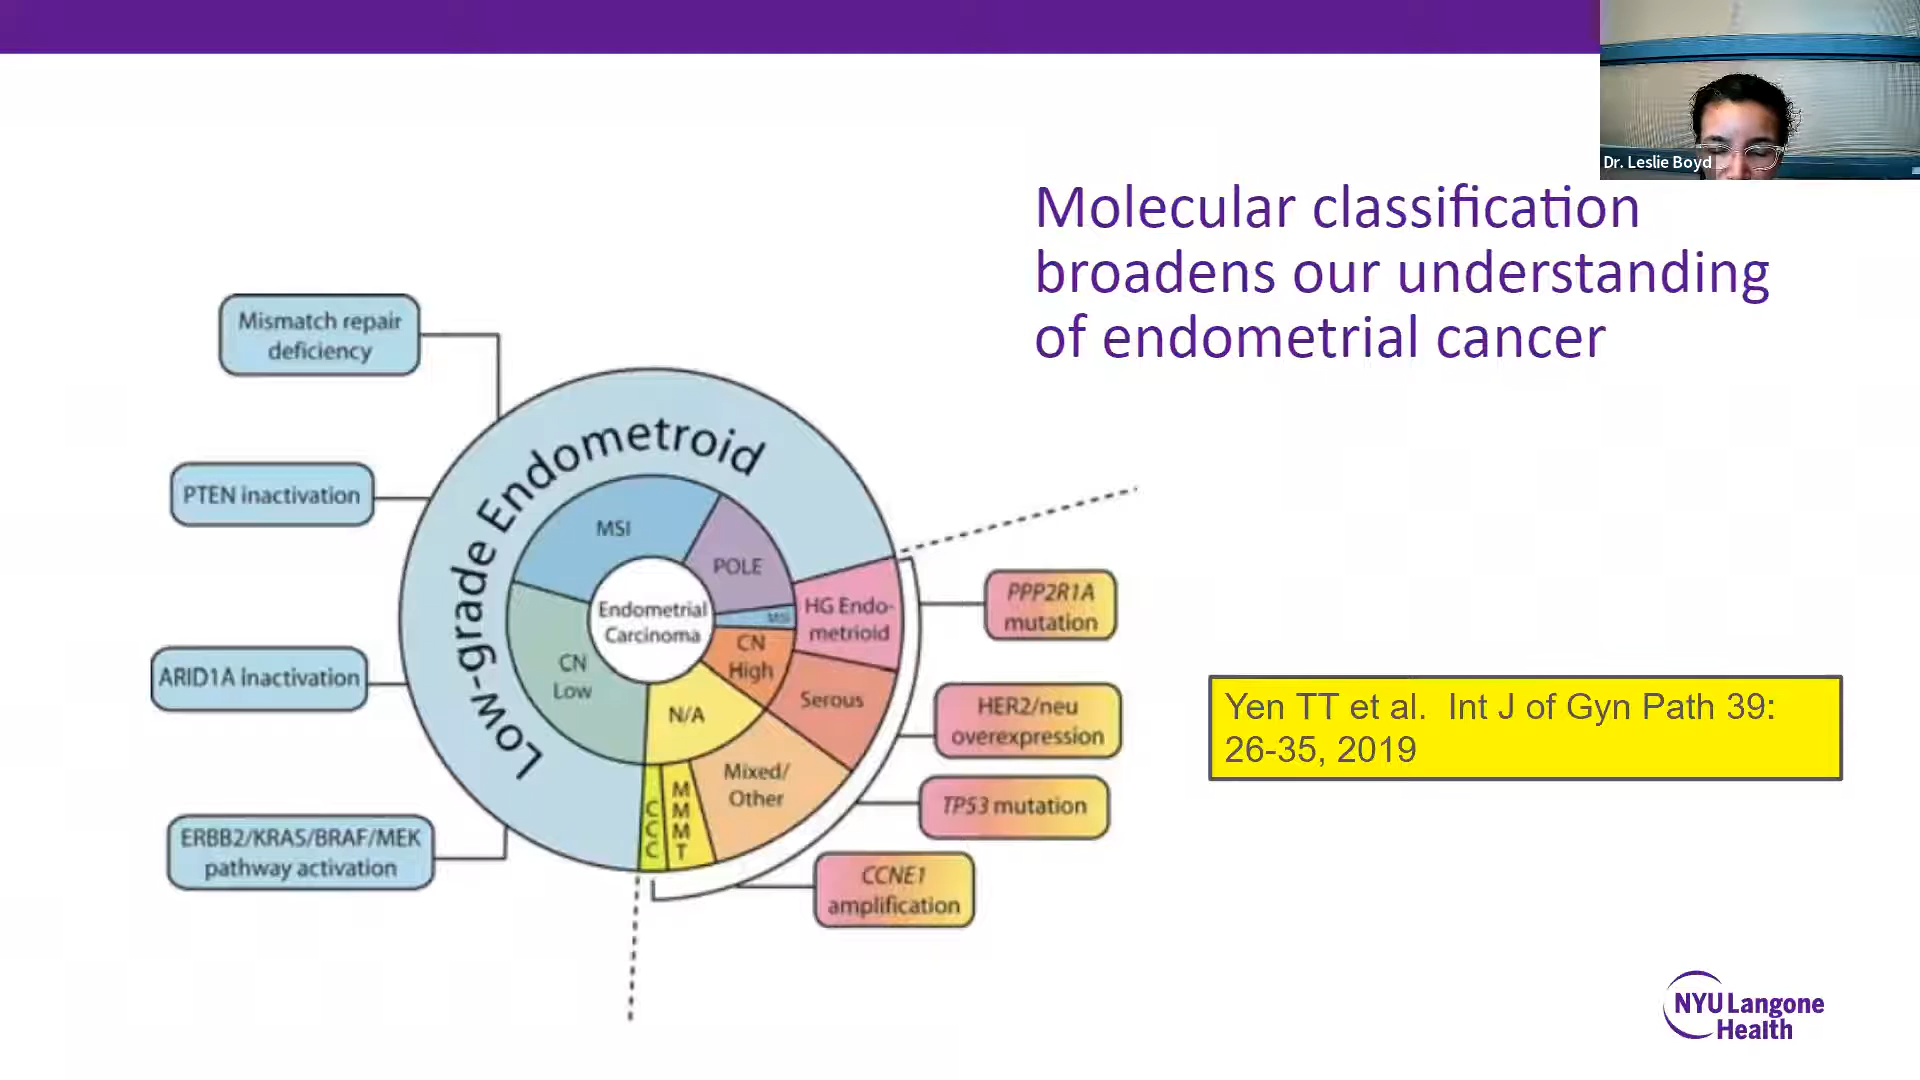 Dr. Leslie Boyd
Molecular classification
broadens our understanding
of endometrial cancer
Mismatch repair
deficiency
PTEN inactivation
ARID1A inactivation
ERBB2/KRAS/BRAF/MEK
pathway activation
Low-grade Endometroid
MSI
POLE
MSI
Endometrial
Carcinoma
CN
High
CN
Low
N/A
HG Endo-
metrioid
Serous
Mixed/
Other
CCC
MMMT
PPP2R1A
mutation
HER2/neu
overexpression
TP53 mutation
CCNE1
amplification
Yen TT et al. Int J of Gyn Path 39:
26-35, 2019
NYU Langone
Health